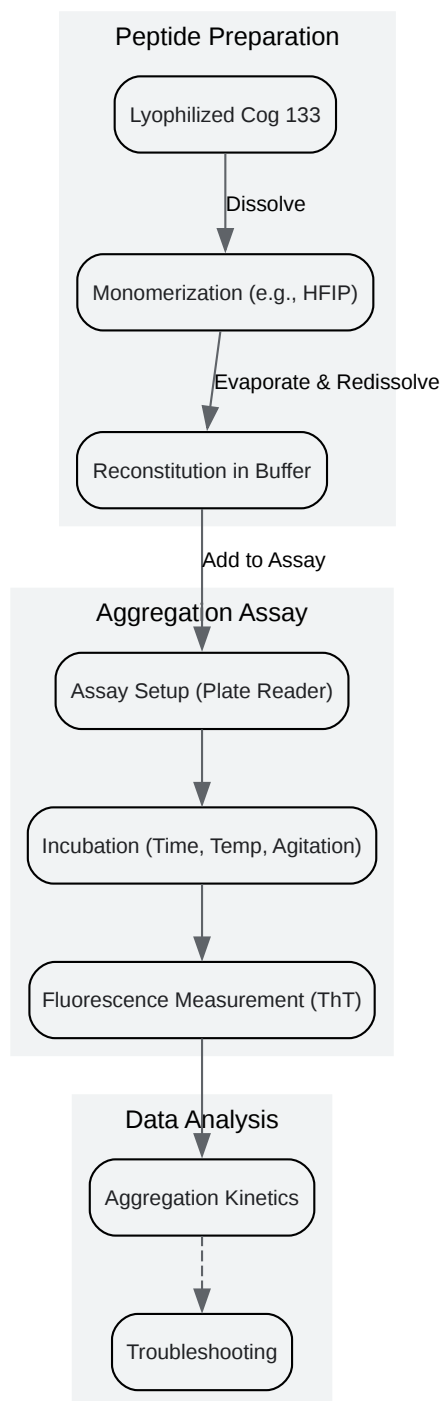 Peptide Preparation
Lyophilized Cog 133
Dissolve
Monomerization (e.g., HFIP)
Evaporate & Redissolve
Reconstitution in Buffer
Add to Assay
Aggregation Assay
Assay Setup (Plate Reader)
Incubation (Time, Temp, Agitation)
Fluorescence Measurement (ThT)
Data Analysis
Aggregation Kinetics
Troubleshooting